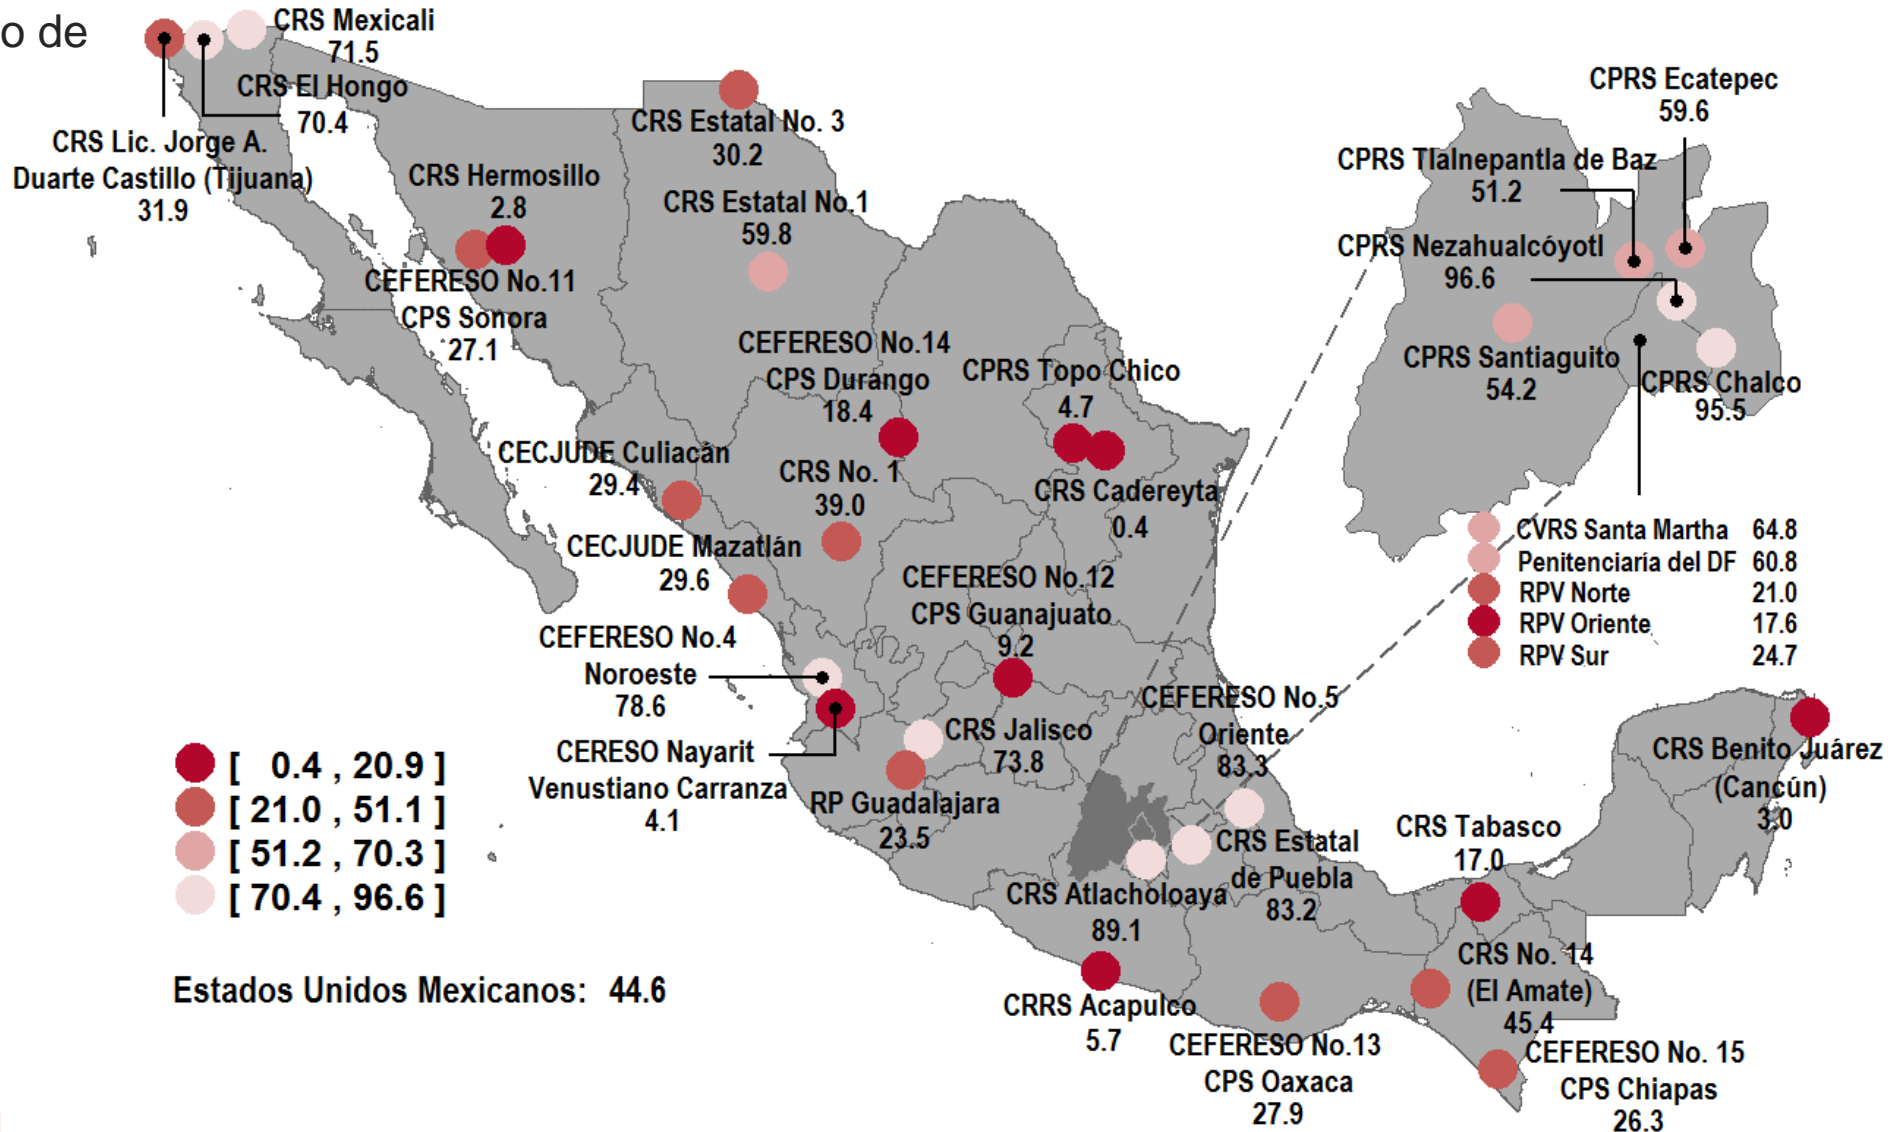 o de
CRS Mexicali
71.5
CRS El Hongo
70.4
CRS Lic. Jorge A.
Duarte Castillo (Tijuana)
31.9
CRS Hermosillo
2.8
CEFERESO No.11
CPS Sonora
27.1
CRS Estatal No. 3
30.2
CRS Estatal No.1
59.8
CEFERESO No.14
CPS Durango
18.4
CPRS Topo Chico
4.7
CRS Cadereyta
0.4
CECJUDE Culiacán
29.4
CRS No. 1
39.0
CECJUDE Mazatlán
29.6
CEFERESO No.12
CPS Guanajuato
9.2
CEFERESO No.4
Noroeste
78.6
CERESO Nayarit
Venustiano Carranza
4.1
CRS Jalisco
73.8
RP Guadalajara
23.5
CEFERESO No.5
Oriente
83.3
CRS Estatal
de Puebla
83.2
CRS Atlacholoaya
89.1
CRRS Acapulco
5.7
CEFERESO No.13
CPS Oaxaca
27.9
CRS Tabasco
17.0
CRS No. 14
(El Amate)
45.4
CEFERESO No. 15
CPS Chiapas
26.3
CRS Benito Juárez
(Cancún)
3.0
CPRS Ecatepec
59.6
CPRS Tlalnepantla de Baz
51.2
CPRS Nezahualcóyotl
96.6
CPRS Santiaguito
54.2
CPRS Chalco
95.5
CVRS Santa Martha 64.8
Penitenciaría del DF 60.8
RPV Norte 21.0
RPV Oriente 17.6
RPV Sur 24.7
[ 0.4 , 20.9 ]
[ 21.0 , 51.1 ]
[ 51.2 , 70.3 ]
[ 70.4 , 96.6 ]
Estados Unidos Mexicanos: 44.6